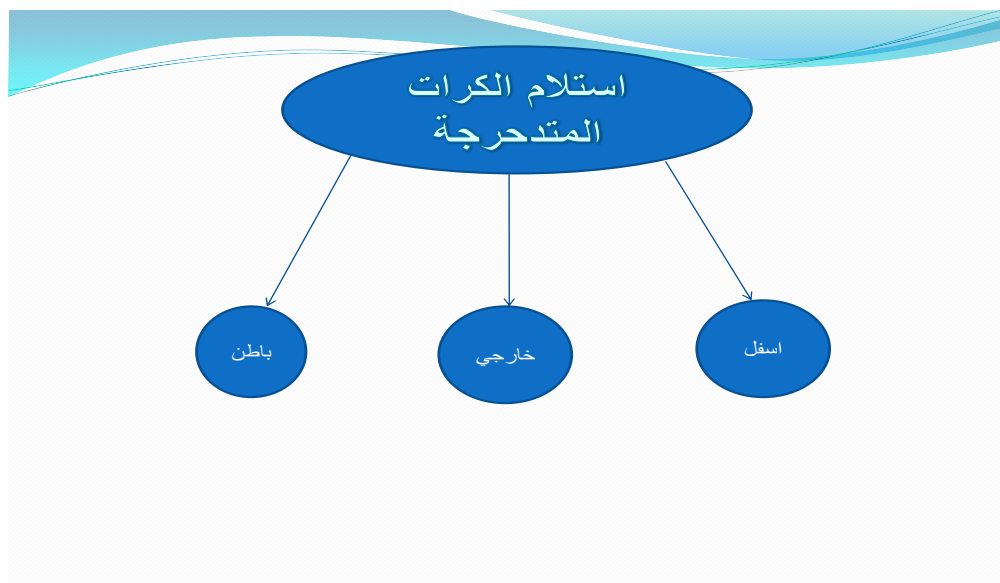 استلام الكرات
المتدحرجة
اسفل
خارجي
باطن